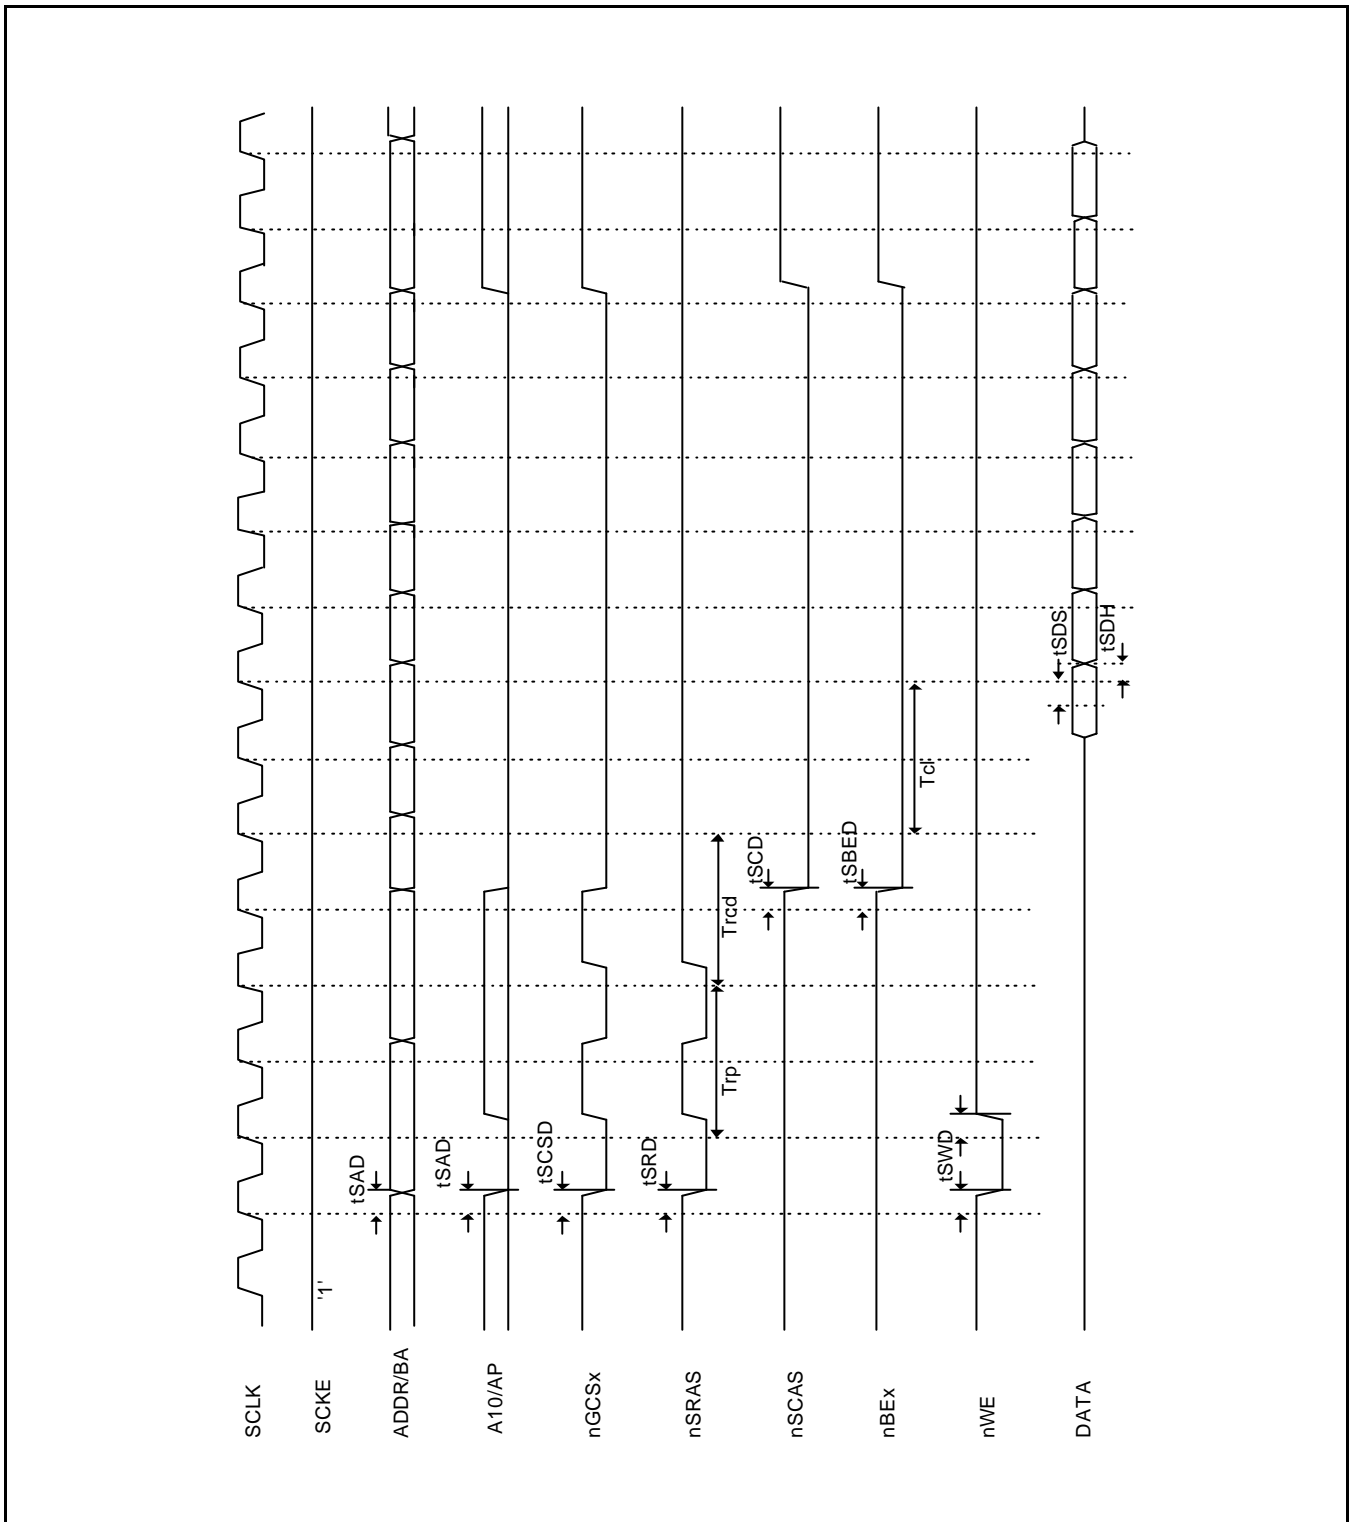 SCLK
SCKE
'1'
ADDR/BA
tSAD
A10/AP
tSAD
nGCSx
tSCSD
nSRAS
tSRD
Trp
Trcd
nSCAS
tSCD
nBEx
tSBED
Tcl
nWE
tSWD
DATA
tSDS
tSDH